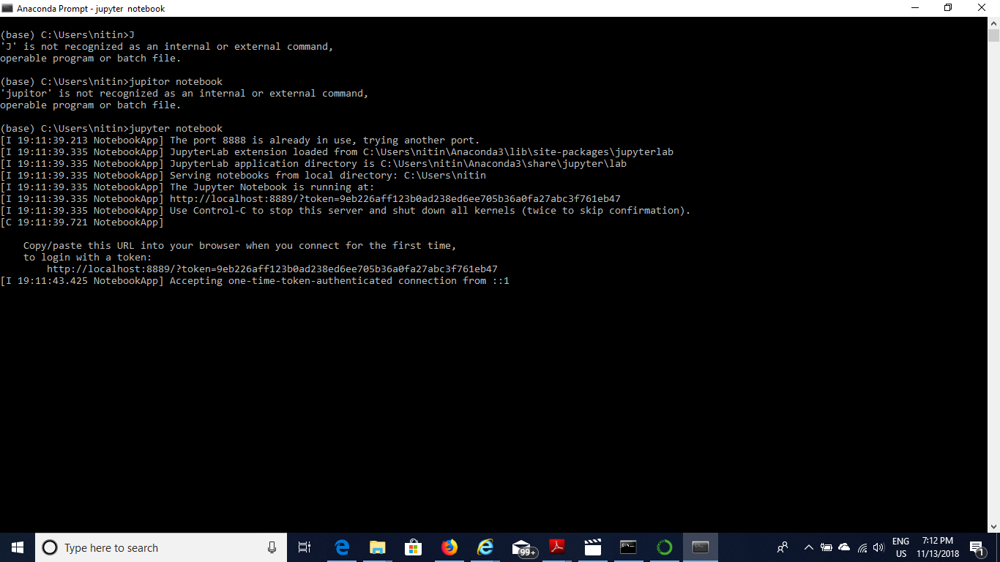 Anaconda Prompt - jupyter  notebook
(base) C:\Users\nitin>J
'J' is not recognized as an internal or external command,
operable program or batch file.
(base) C:\Users\nitin>jupitor notebook
'jupitor' is not recognized as an internal or external command,
operable program or batch file.
(base) C:\Users\nitin>jupyter notebook
[I 19:11:39.213 NotebookApp] The port 8888 is already in use, trying another port.
[I 19:11:39.335 NotebookApp] JupyterLab extension loaded from C:\Users\nitin\Anaconda3\lib\site-packages\jupyterlab
[I 19:11:39.335 NotebookApp] JupyterLab application directory is C:\Users\nitin\Anaconda3\share\jupyter\lab
[I 19:11:39.335 NotebookApp] Serving notebooks from local directory: C:\Users\nitin
[I 19:11:39.335 NotebookApp] The Jupyter Notebook is running at:
[I 19:11:39.335 NotebookApp] http://localhost:8889/?token=9eb226aff123b0ad238ed6ee705b36a0fa27abc3f761eb47
[I 19:11:39.335 NotebookApp] Use Control-C to stop this server and shut down all kernels (twice to skip confirmation).
[C 19:11:39.721 NotebookApp]
Copy/paste this URL into your browser when you connect for the first time,
to login with a token:
http://localhost:8889/?token=9eb226aff123b0ad238ed6ee705b36a0fa27abc3f761eb47
[I 19:11:43.425 NotebookApp] Accepting one-time-token-authenticated connection from ::1
Type here to search
99+
ENG
US
7:12 PM
11/13/2018
1